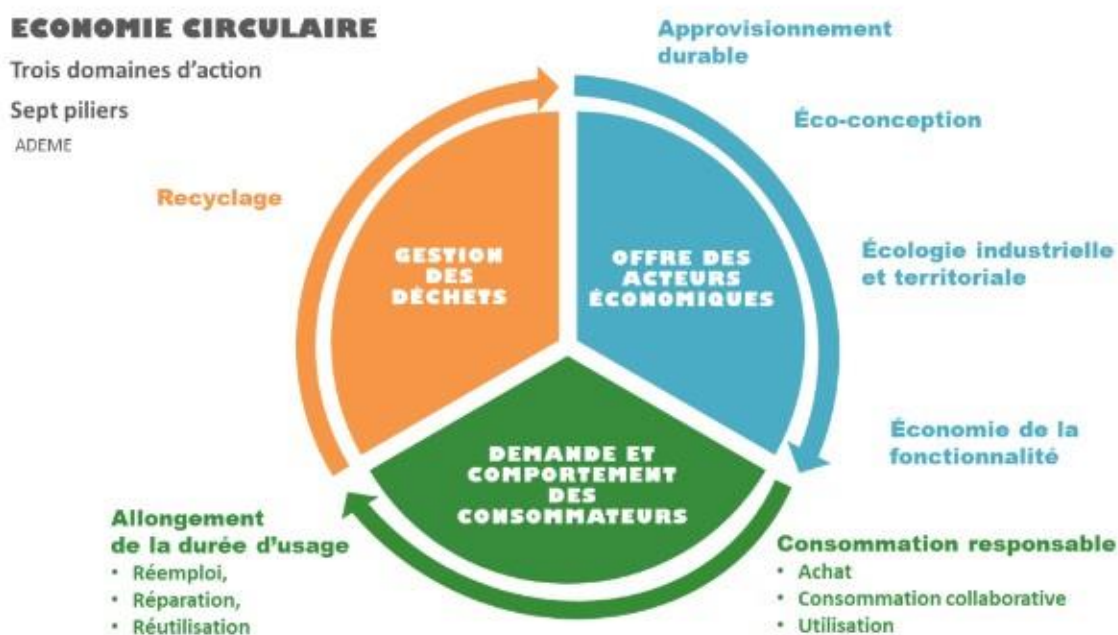 ECONOMIE CIRCULAIRE
Trois domaines d'action
Sept piliers
ADEME
Approvisionnement
durable
Éco-conception
Écologie industrielle
et territoriale
Économie de la
fonctionnalité
Consommation responsable
• Achat
• Consommation collaborative
• Utilisation
Allongement
de la durée d'usage
• Réemploi,
• Réparation,
• Réutilisation
Recyclage
GESTION
DES
DÉCHETS
OFFRE DES
ACTEURS
ÉCONOMIQUES
DEMANDE ET
COMPORTEMENT
DES
CONSOMMATEURS